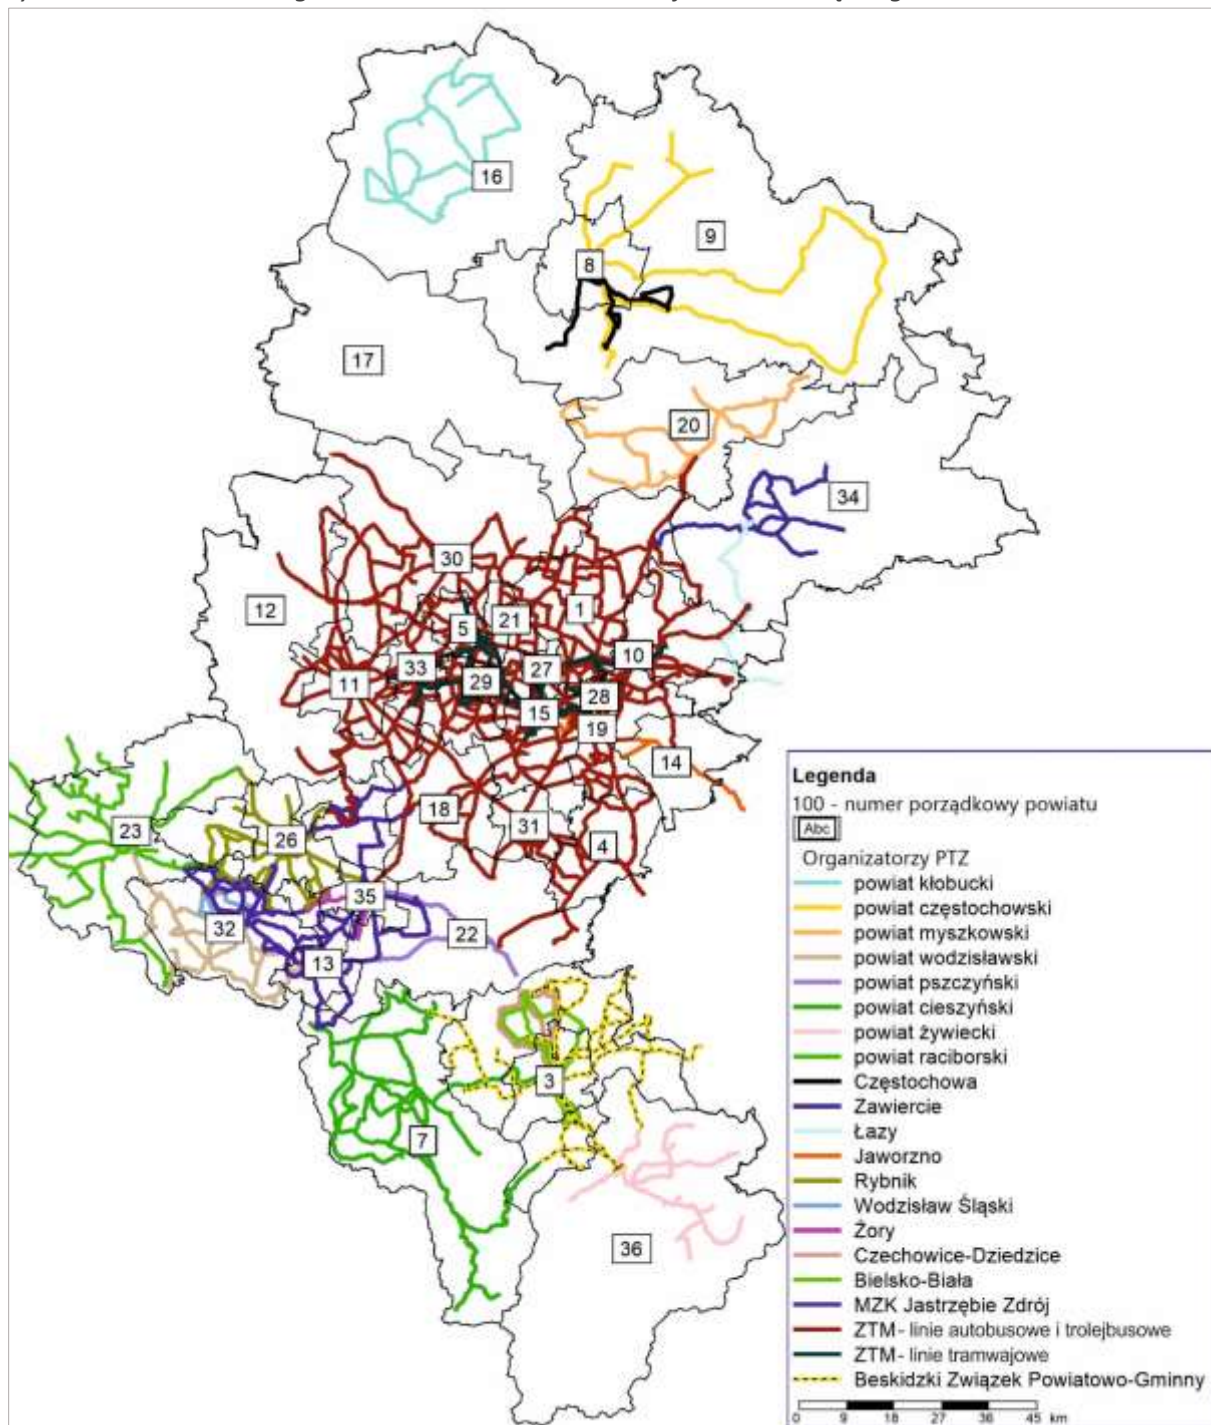 16
9
8
17
20
34
30
12
1
21
5
10
33
27
11
29
28
15
19
14
18
31
4
23
26
35
32
22
13
3
7
36
Legenda
100 - numer porządkowy powiatu
Abc
Organizatorzy PTZ
powiat kłobucki
powiat częstochowski
powiat myszkowski
powiat wodzisławski
powiat pszczyński
powiat cieszyński
powiat żywiecki
powiat raciborski
Częstochowa
Zawiercie
Łazy
Jaworzno
Rybnik
Wodzisław Śląski
Żory
Czechowice-Dziedzice
Bielsko-Biała
MZK Jastrzębie Zdrój
ZTM- linie autobusowe i trolejbusowe
ZTM- linie tramwajowe
Beskidzki Związek Powiatowo-Gminny
0 9 18 27 36 45 km